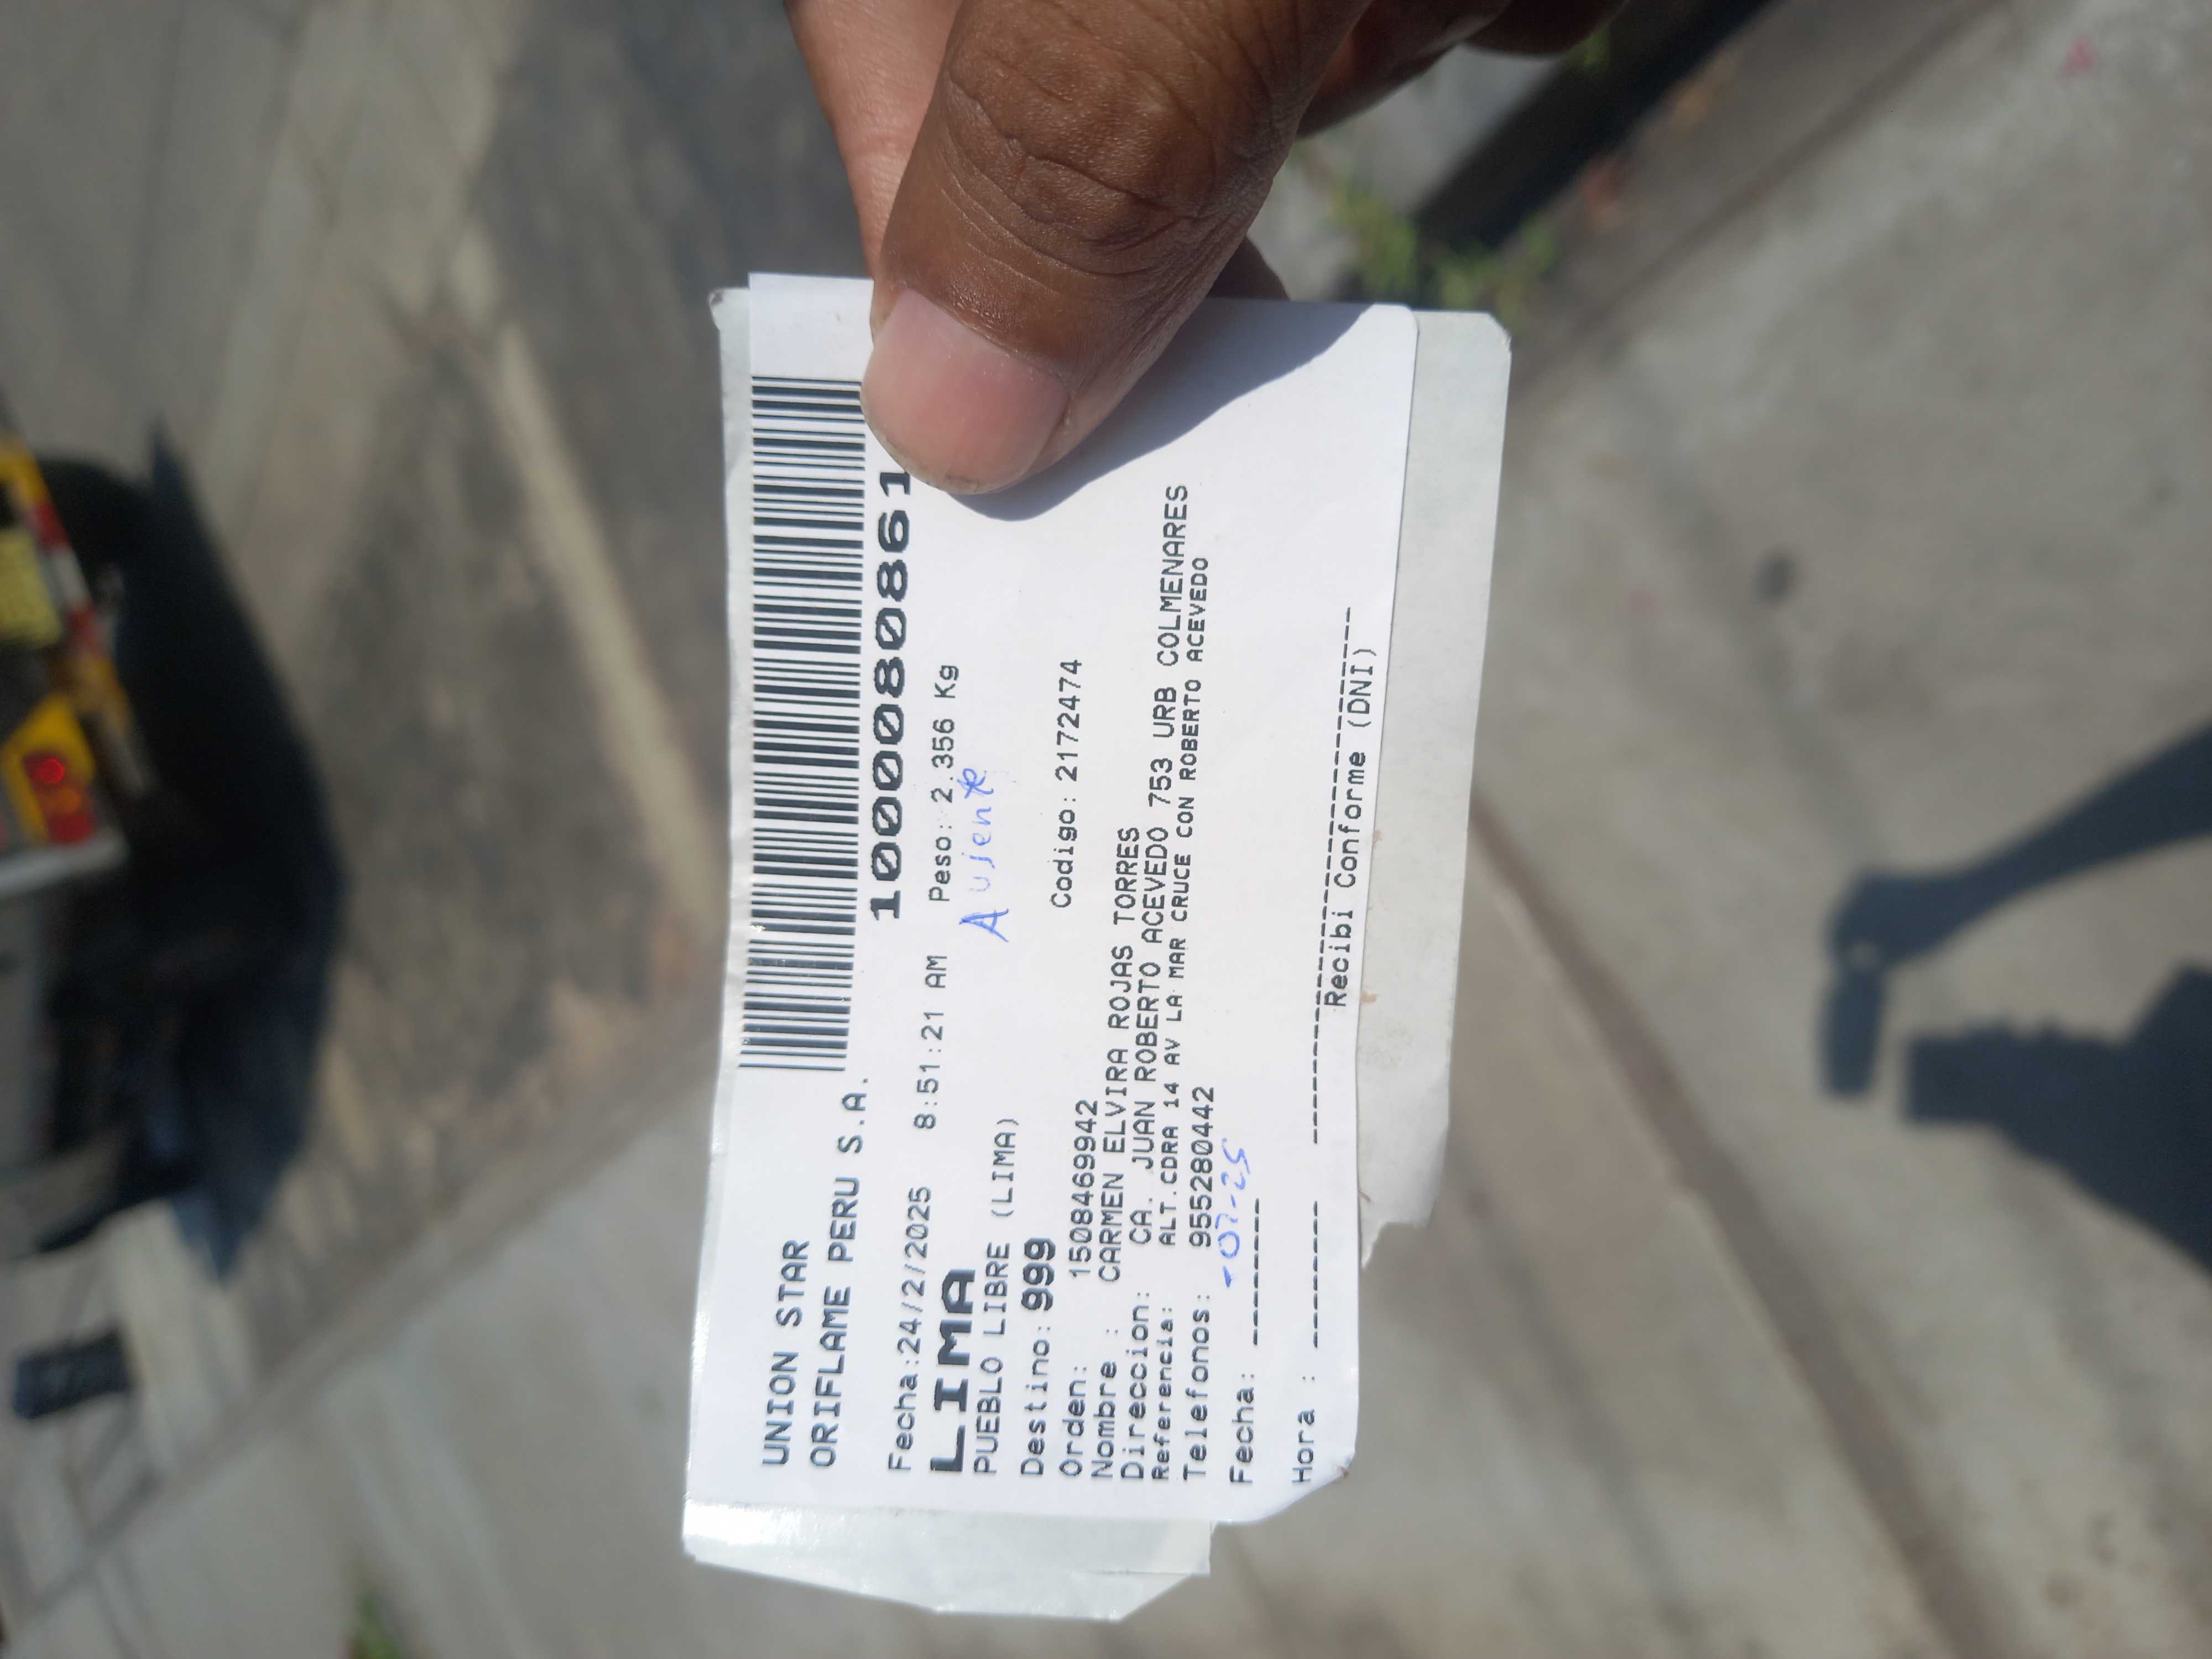 UNION STAR
ORIFLAME PERU S.A.
10000800861
Fecha:24/2/2025 8:51:21 AM Peso: 2.356 Kg
LIMA
Ausente
PUEBLO LIBRE (LIMA)
Destino: 999
Orden: 1508469942 Codigo: 2172474
Nombre : CARMEN ELVIRA ROJAS TORRES
Direccion: CA. JUAN ROBERTO ACEVEDO 753 URB COLMENARES
Referencia: ALT.CDRA 14 AV LA MAR CRUCE CON ROBERTO ACEVEDO
Telefonos: 955280442
Fecha: -02-25
Hora :
Recibi Conforme (DNI)